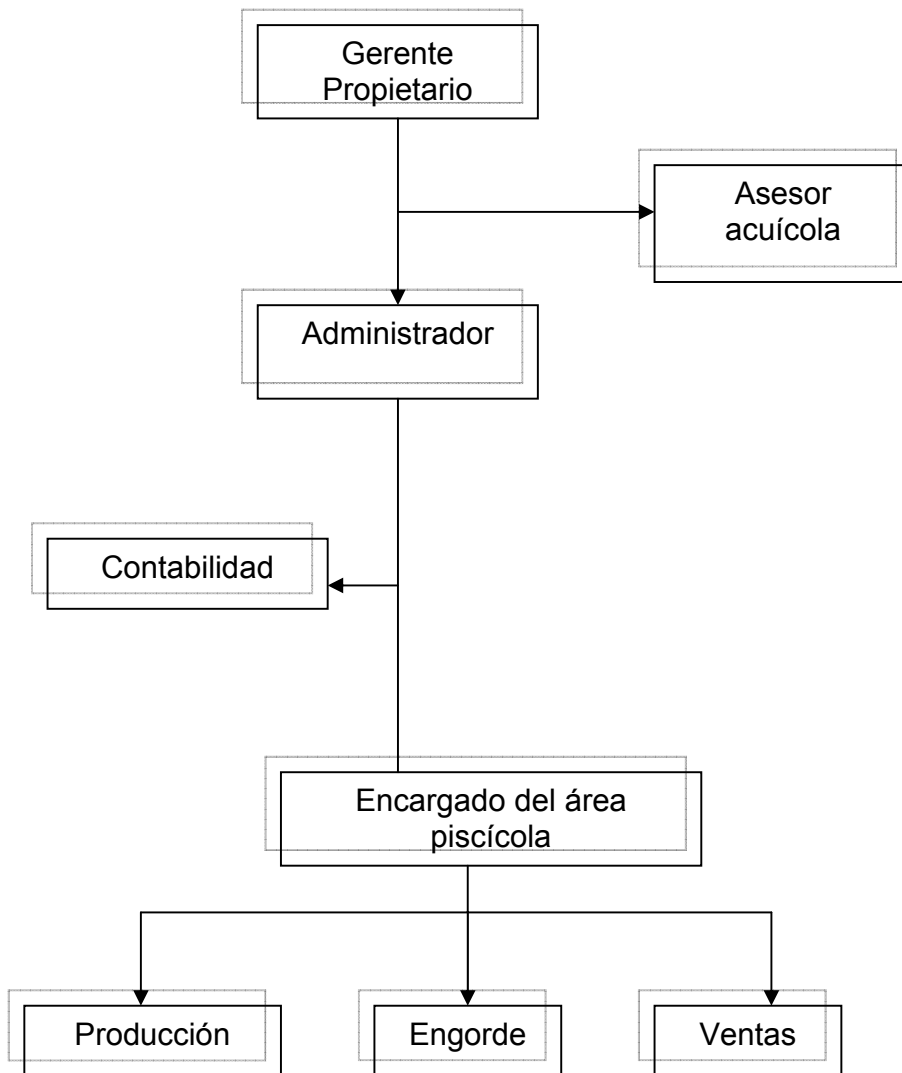 Gerente
Propietario
Asesor
acuícola
Administrador
Contabilidad
Encargado del área
piscícola
Producción
Engorde
Ventas